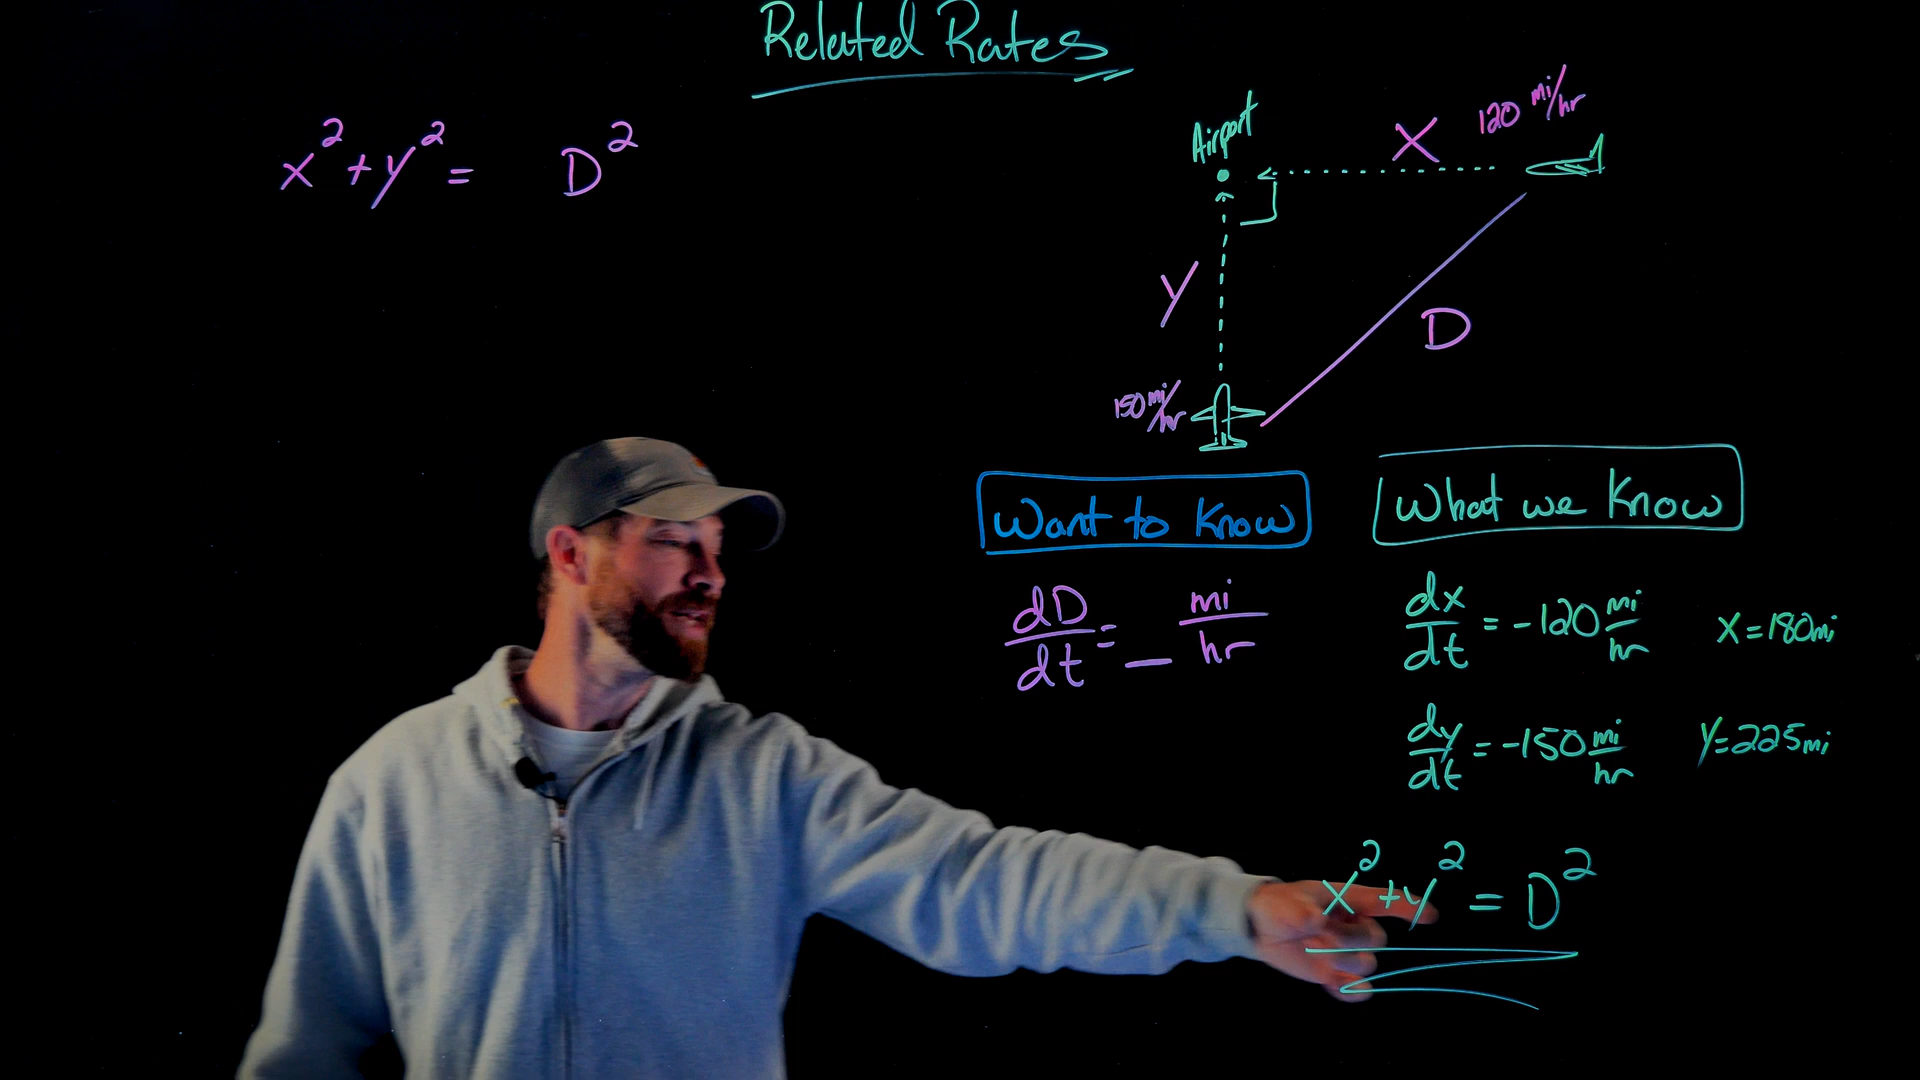 Related Rates
x² + y² = D²
Airport
X
120 mi/hr
Y
D
150 mi/hr
Want to Know
dD/dt = _ mi/hr
What we Know
dx/dt = -120 mi/hr
X=180mi
dy/dt = -150 mi/hr
Y=225mi
x² + y² = D²